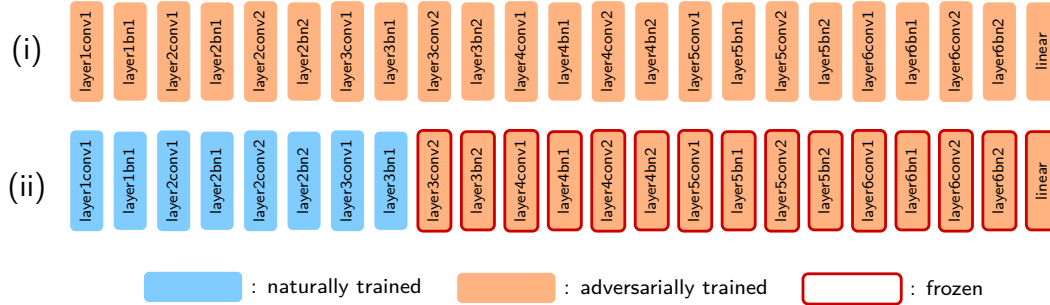 (i) layer1conv1 layer1bn1 layer2conv1 layer2bn1 layer2conv2 layer2bn2 layer3conv1 layer3bn1 layer3conv2 layer3bn2 layer4conv1 layer4bn1 layer4conv2 layer4bn2 layer5conv1 layer5bn1 layer5conv2 layer5bn2 layer6conv1 layer6bn1 layer6conv2 layer6bn2 linear
(ii) layer1conv1 layer1bn1 layer2conv1 layer2bn1 layer2conv2 layer2bn2 layer3conv1 layer3bn1 layer3conv2 layer3bn2 layer4conv1 layer4bn1 layer4conv2 layer4bn2 layer5conv1 layer5bn1 layer5conv2 layer5bn2 layer6conv1 layer6bn1 layer6conv2 layer6bn2 linear
: naturally trained : adversarially trained : frozen